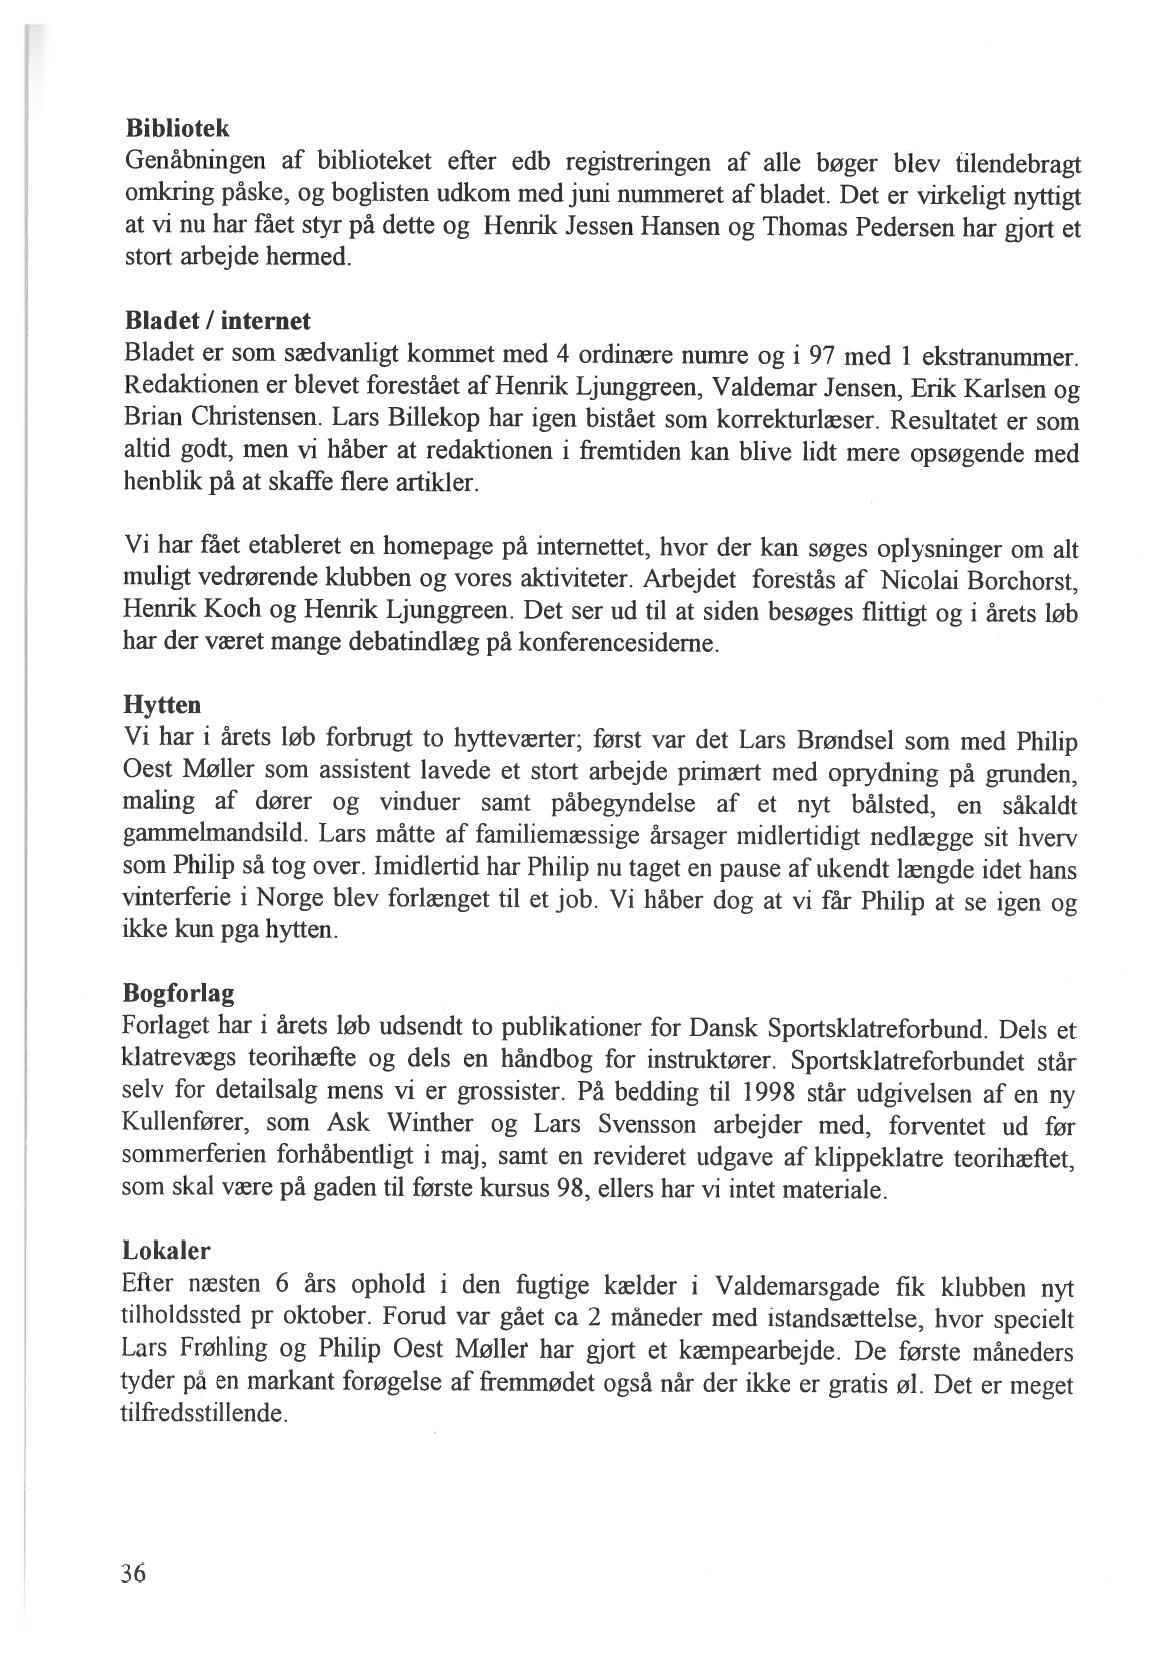 Bibliotek
Genåbningen af biblioteket efter edb registreringen af alle bøger blev tilendebragt
omkring påske, og boglisten udkom med juni nummeret af bladet. Det er virkeligt nyttigt
at vi nu har fået styr på dette og Henrik Jessen Hansen og Thomas Pedersen har gjort et
stort arbejde hermed.
Bladet / internet
Bladet er som sædvanligt kommet med 4 ordinære numre og i 97 med 1 ekstranummer.
Redaktionen er blevet forestået af Henrik Ljunggreen, Valdemar Jensen, Erik Karlsen og
Brian Christensen. Lars Billekop har igen bistået som korrekturlæser. Resultatet er som
altid godt, men vi håber at redaktionen i fremtiden kan blive lidt mere opsøgende med
henblik på at skaffe flere artikler.
Vi har fået etableret en homepage på internettet, hvor der kan søges oplysninger om alt
muligt vedrørende klubben og vores aktiviteter. Arbejdet forestås af Nicolai Borchorst,
Henrik Koch og Henrik Ljunggreen. Det ser ud til at siden besøges flittigt og i årets løb
har der været mange debatindlæg på konferencesiderne.
Hytten
Vi har i årets løb forbrugt to hytteværter; først var det Lars Brøndsel som med Philip
Oest Møller som assistent lavede et stort arbejde primært med oprydning på grunden,
maling af dører og vinduer samt påbegyndelse af et nyt bålsted, en såkaldt
gammelmandsild. Lars måtte af familiemæssige årsager midlertidigt nedlægge sit hverv
som Philip så tog over. Imidlertid har Philip nu taget en pause af ukendt længde idet hans
vinterferie i Norge blev forlænget til et job. Vi håber dog at vi får Philip at se igen og
ikke kun pga hytten.
Bogforlag
Forlaget har i årets løb udsendt to publikationer for Dansk Sportsklatreforbund. Dels et
klatrevægs teorihæfte og dels en håndbog for instruktører. Sportsklatreforbundet står
selv for detailsalg mens vi er grossister. På bedding til 1998 står udgivelsen af en ny
Kullenfører, som Ask Winther og Lars Svensson arbejder med, forventet ud før
sommerferien forhåbentligt i maj, samt en revideret udgave af klippeklatre teorihæftet,
som skal være på gaden til første kursus 98, ellers har vi intet materiale.
Lokaler
Efter næsten 6 års ophold i den fugtige kælder i Valdemarsgade fik klubben nyt
tilholdssted pr oktober. Forud var gået ca 2 måneder med istandsættelse, hvor specielt
Lars Frøhling og Philip Oest Møller har gjort et kæmpearbejde. De første måneders
tyder på en markant forøgelse af fremmødet også når der ikke er gratis øl. Det er meget
tilfredsstillende.
36